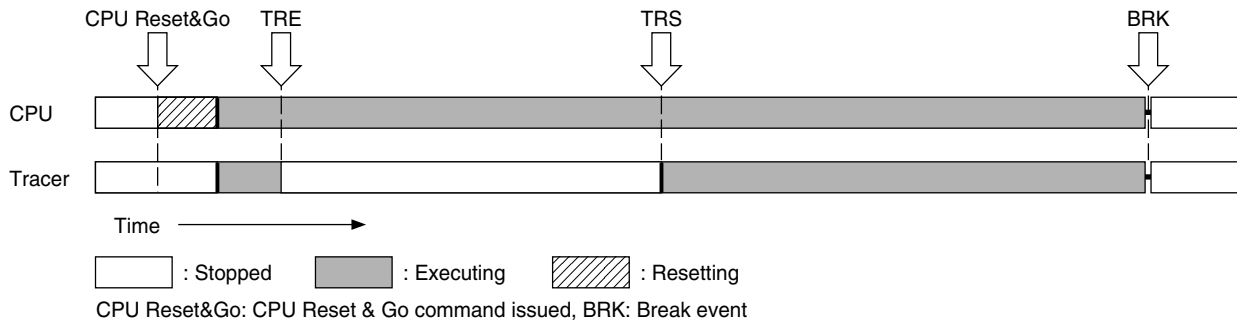 CPU Reset&Go TRE TRS BRK
CPU
Tracer
Time
: Stopped : Executing : Resetting
CPU Reset&Go: CPU Reset & Go command issued, BRK: Break event